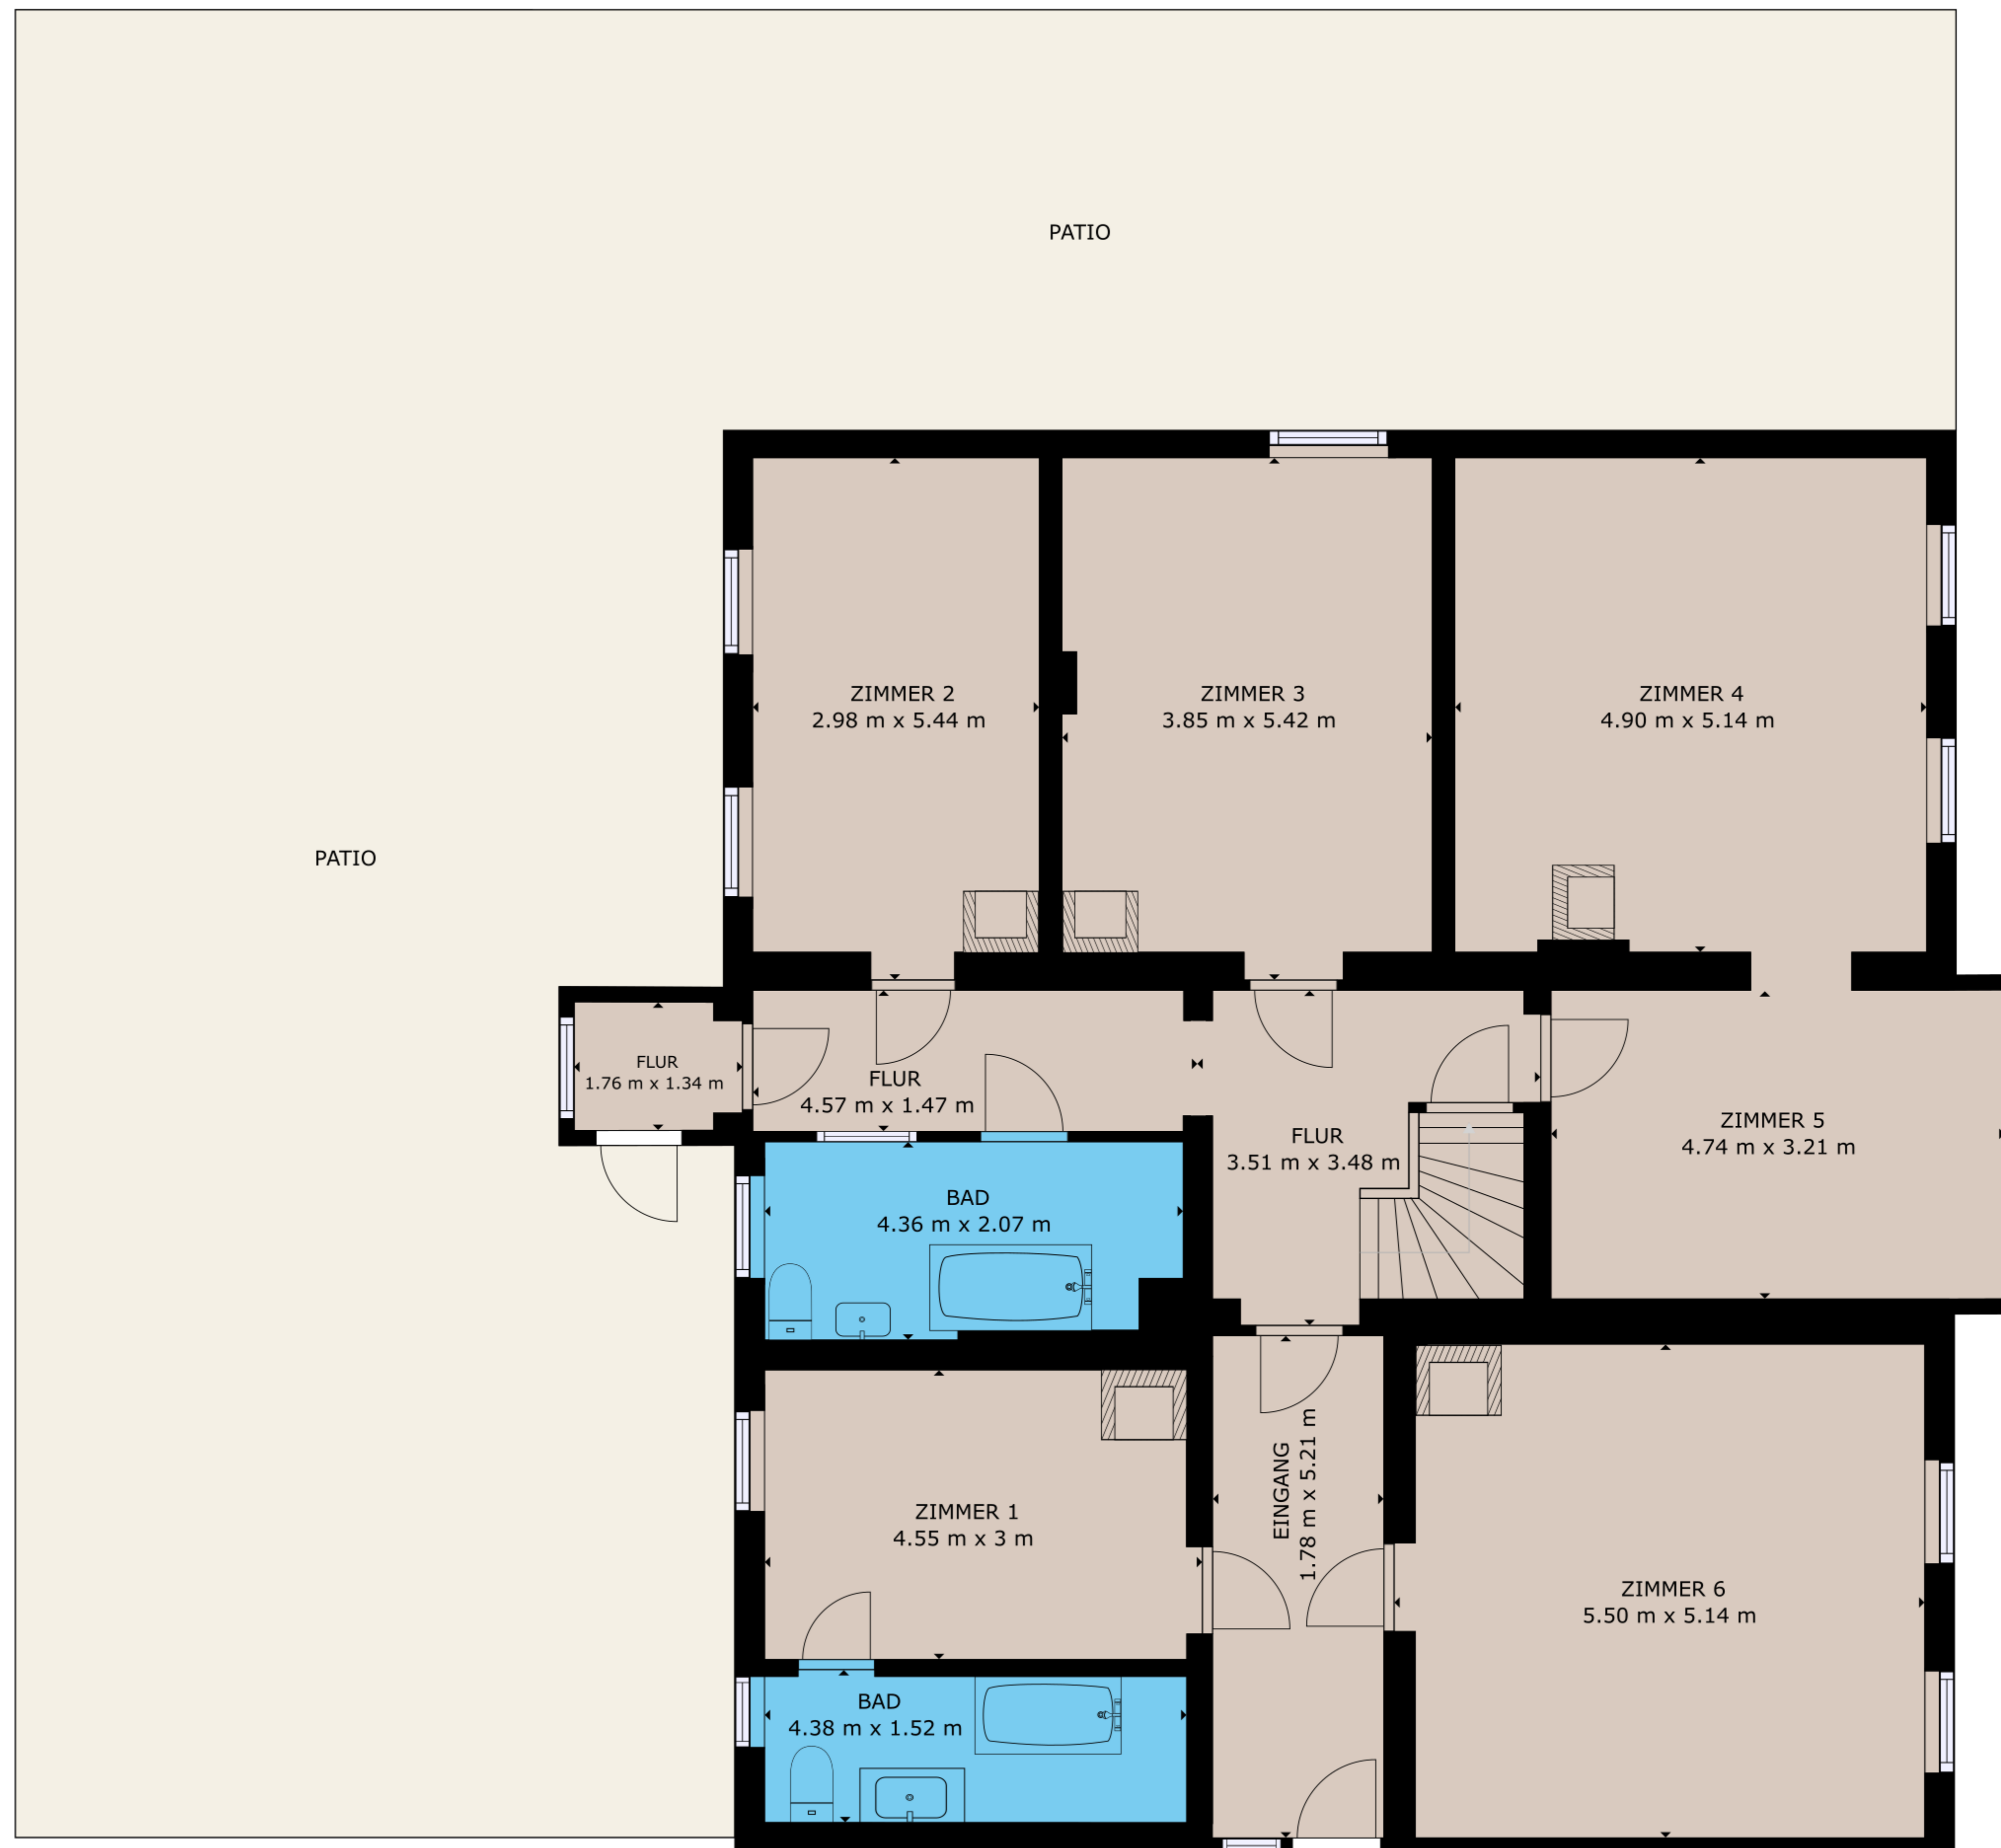 PATIO
ZIMMER 2
2.98 m x 5.44 m
ZIMMER 3
3.85 m x 5.42 m
ZIMMER 4
4.90 m x 5.14 m
PATIO
FLUR
1.76 m x 1.34 m
FLUR
4.57 m x 1.47 m
FLUR
3.51 m x 3.48 m
ZIMMER 5
4.74 m x 3.21 m
BAD
4.36 m x 2.07 m
ZIMMER 1
4.55 m x 3 m
EINGANG
1.78 m x 5.21 m
ZIMMER 6
5.50 m x 5.14 m
BAD
4.38 m x 1.52 m